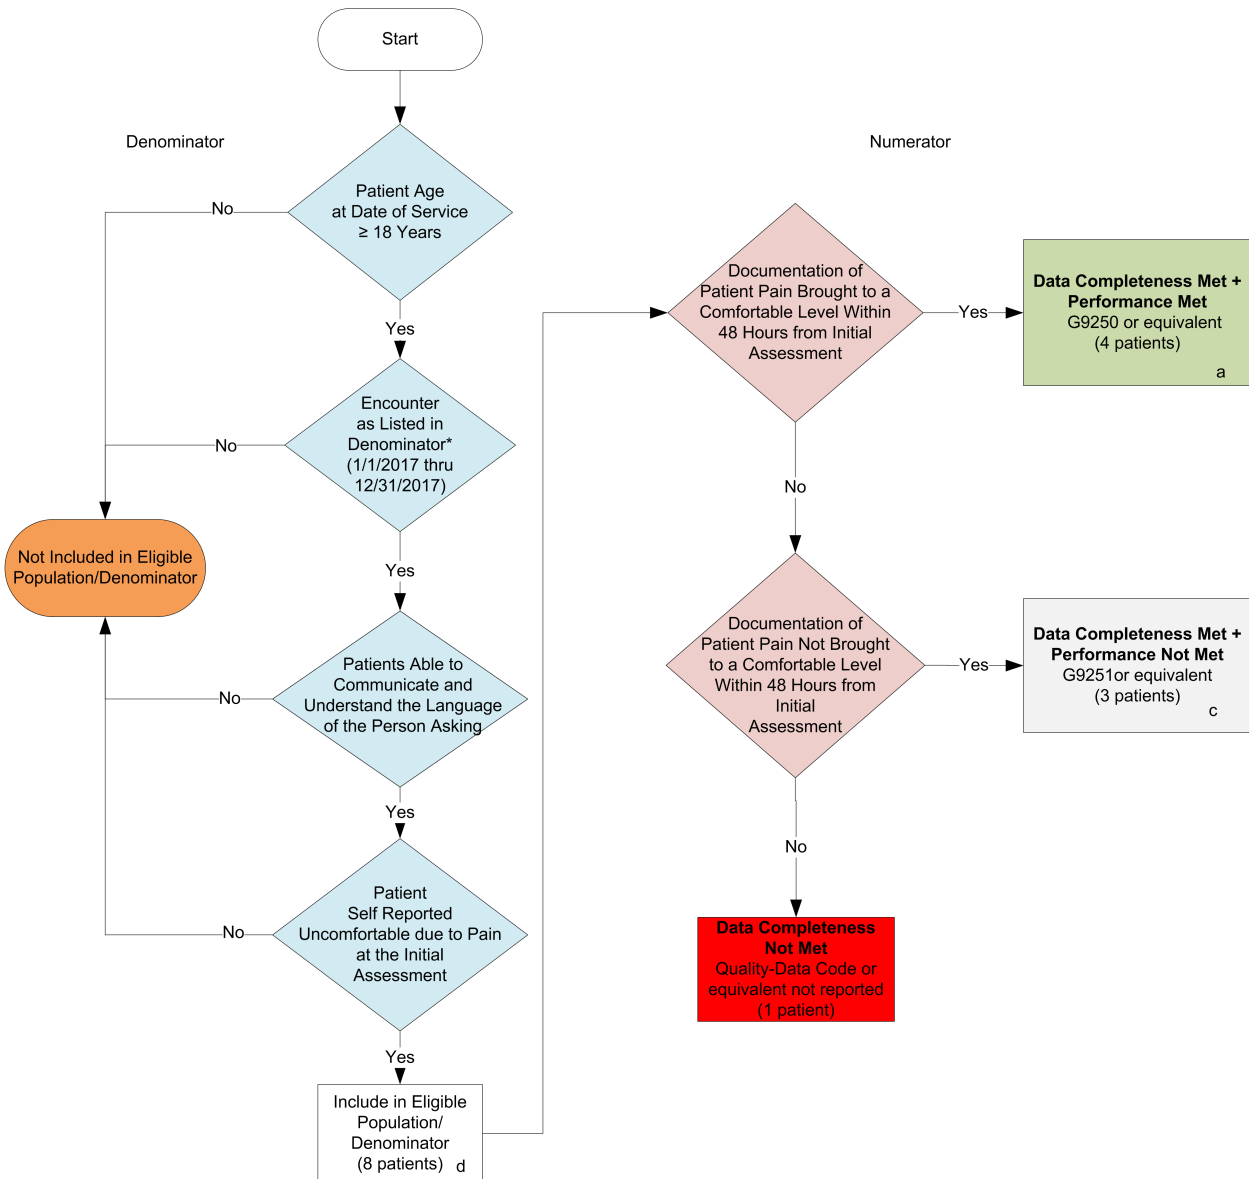 Start
Denominator
Patient Age
at Date of Service
≥ 18 Years
No
Yes
Encounter
as Listed in
Denominator*
(1/1/2017 thru
12/31/2017)
No
Yes
Not Included in Eligible
Population/Denominator
Patients Able to
Communicate and
Understand the Language
of the Person Asking
No
Yes
Patient
Self Reported
Uncomfortable due to Pain
at the Initial
Assessment
No
Yes
Include in Eligible
Population/
Denominator
(8 patients) d
Numerator
Documentation of
Patient Pain Brought to a
Comfortable Level Within
48 Hours from Initial
Assessment
Yes
Data Completeness Met +
Performance Met
G9250 or equivalent
(4 patients)
a
No
Documentation of
Patient Pain Not Brought
to a Comfortable Level
Within 48 Hours from
Initial
Assessment
Yes
Data Completeness Met +
Performance Not Met
G9251or equivalent
(3 patients)
c
No
Data Completeness
Not Met
Quality-Data Code or
equivalent not reported
(1 patient)